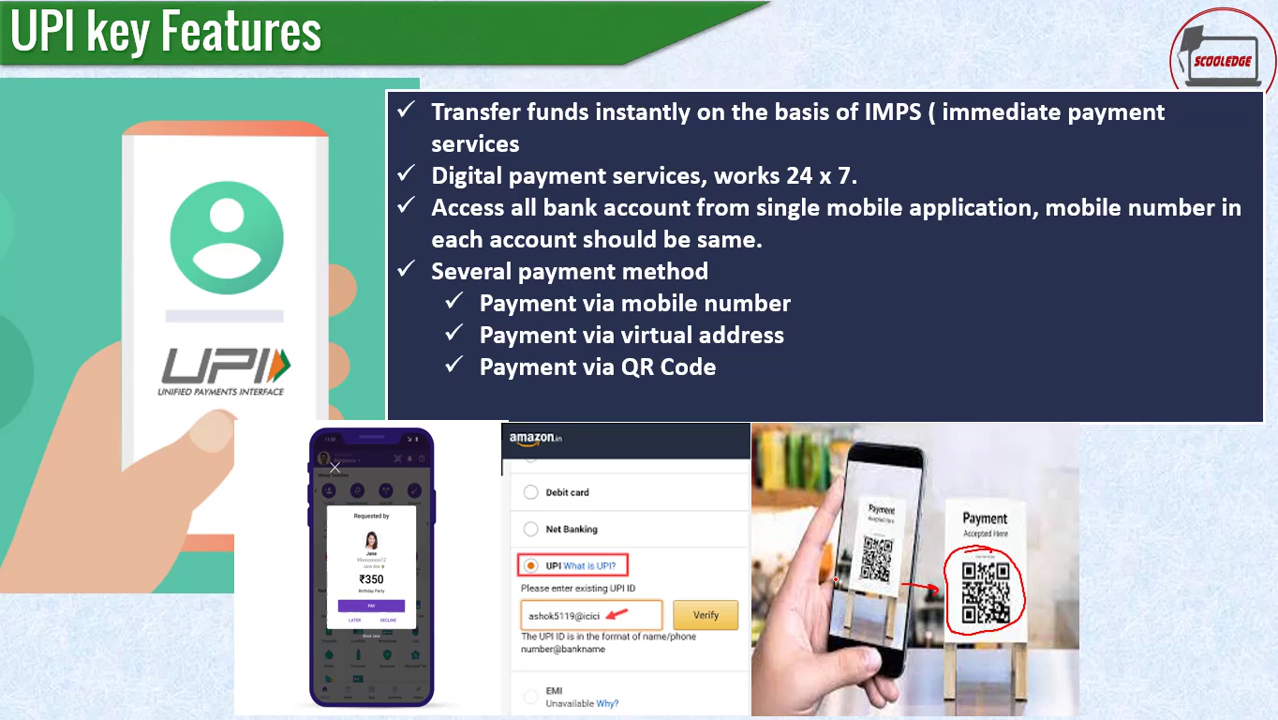 UPI key Features
SCOOLEDGE
✓ Transfer funds instantly on the basis of IMPS ( immediate payment
services
✓ Digital payment services, works 24 x 7.
✓ Access all bank account from single mobile application, mobile number in
each account should be same.
✓ Several payment method
✓ Payment via mobile number
✓ Payment via virtual address
✓ Payment via QR Code
UPI
UNIFIED PAYMENTS INTERFACE
Requested by
Jane
₹350
Birthday Party
PAY
LATER DECLINE
amazon.in
Debit card
Net Banking
UPI What is UPI?
Please enter existing UPI ID
ashok5119@icici
Verify
The UPI ID is in the format of name/phone
number@bankname
EMI
Unavailable Why?
Payment
Accepted Here
Payment
Accepted Here